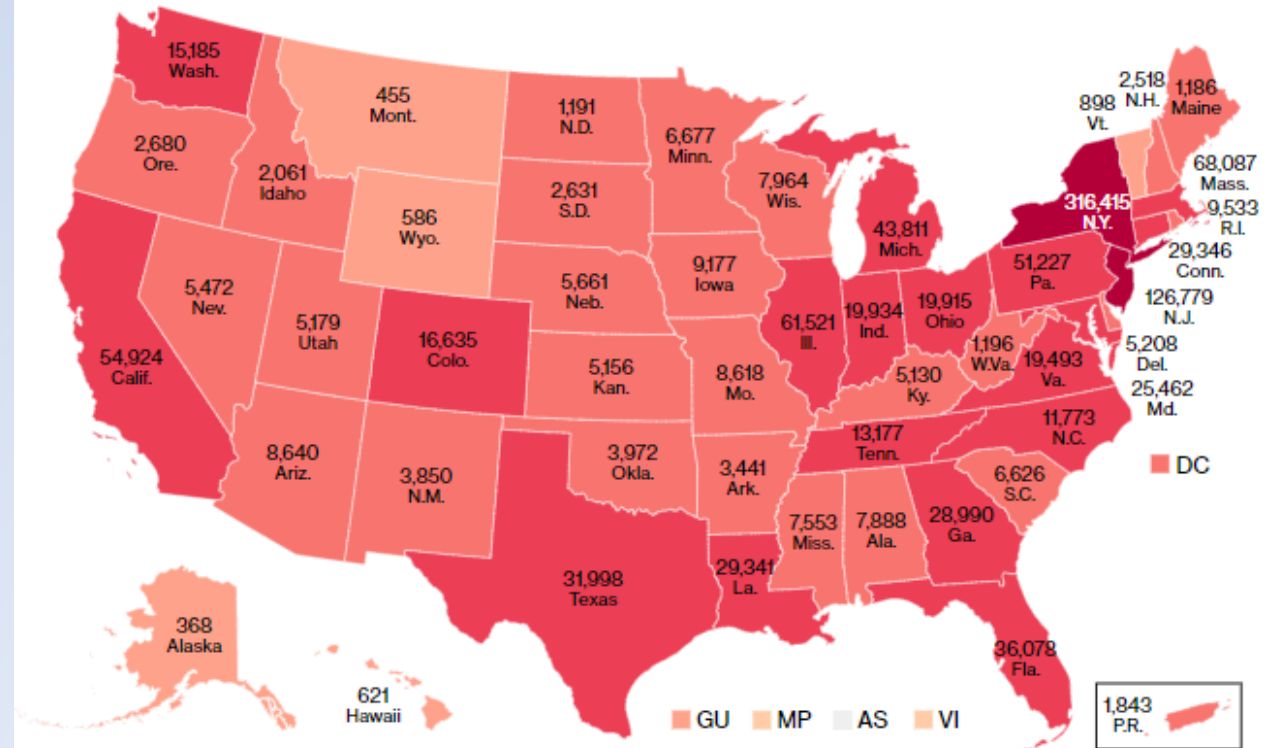 15,185
Wash.
455
Mont.
1,191
N.D.
6,677
Minn.
898
Vt.
2,518
N.H.
1,186
Maine
2,680
Ore.
2,061
Idaho
586
Wyo.
2,631
S.D.
7,964
Wis.
43,811
Mich.
316,415
N.Y.
68,087
Mass.
9,533
R.I.
29,346
Conn.
5,472
Nev.
5,179
Utah
16,635
Colo.
5,661
Neb.
9,177
Iowa
61,521
Ill.
19,934
Ind.
19,915
Ohio
51,227
Pa.
126,779
N.J.
54,924
Calif.
5,156
Kan.
8,618
Mo.
5,130
Ky.
1,196
W.Va.
19,493
Va.
5,208
Del.
25,462
Md.
8,640
Ariz.
3,850
N.M.
3,972
Okla.
3,441
Ark.
13,177
Tenn.
11,773
N.C.
DC
31,998
Texas
29,341
La.
7,553
Miss.
7,888
Ala.
28,990
Ga.
6,626
S.C.
368
Alaska
621
Hawaii
36,078
Fla.
1,843
P.R.
GU MP AS VI